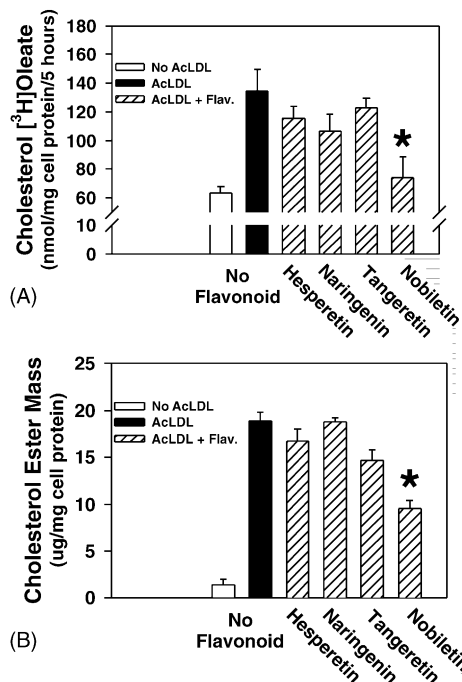 Cholesterol [³H]Oleate
(nmol/mg cell protein/5 hours)
180
160
140
120
100
80
60
10
0
No AcLDL
AcLDL
AcLDL + Flav.
*
No
Flavonoid
Hesperetin
Naringenin
Tangeretin
Nobiletin
(A)
Cholesterol Ester Mass
(ug/mg cell protein)
25
20
15
10
5
0
No AcLDL
AcLDL
AcLDL + Flav.
*
No
Flavonoid
Hesperetin
Naringenin
Tangeretin
Nobiletin
(B)